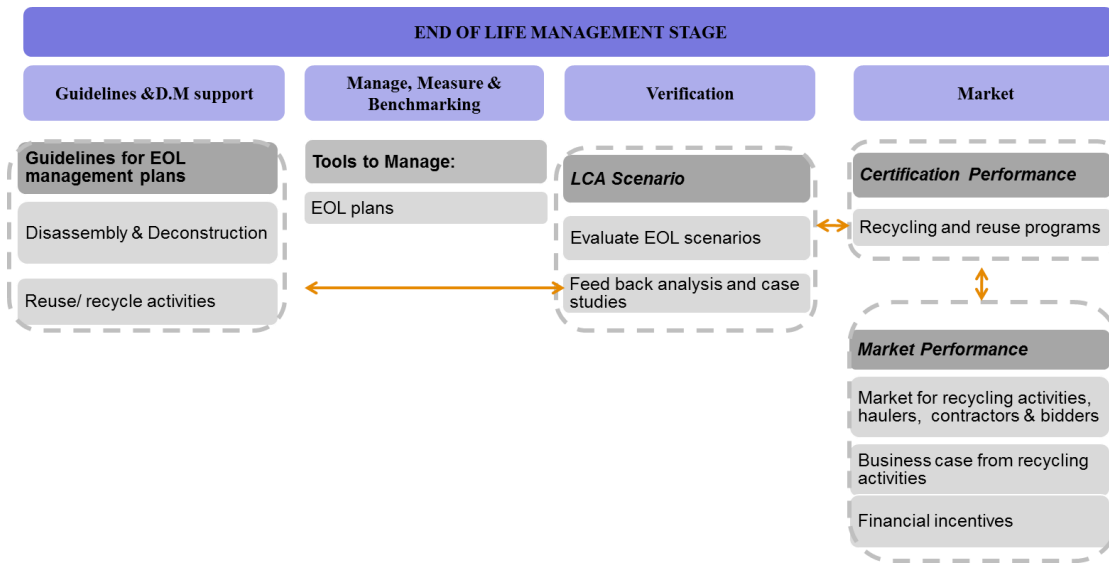 END OF LIFE MANAGEMENT STAGE
Guidelines &D.M support
Manage, Measure &
Benchmarking
Verification
Market
Guidelines for EOL
management plans
Disassembly & Deconstruction
Reuse/ recycle activities
Tools to Manage:
EOL plans
LCA Scenario
Evaluate EOL scenarios
Feed back analysis and case
studies
Certification Performance
Recycling and reuse programs
Market Performance
Market for recycling activities,
haulers, contractors & bidders
Business case from recycling
activities
Financial incentives